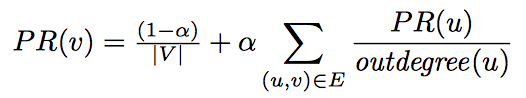 PR(v) = (1−α)/|V| + α ∑_{(u,v)∈E} PR(u)/outdegree(u)